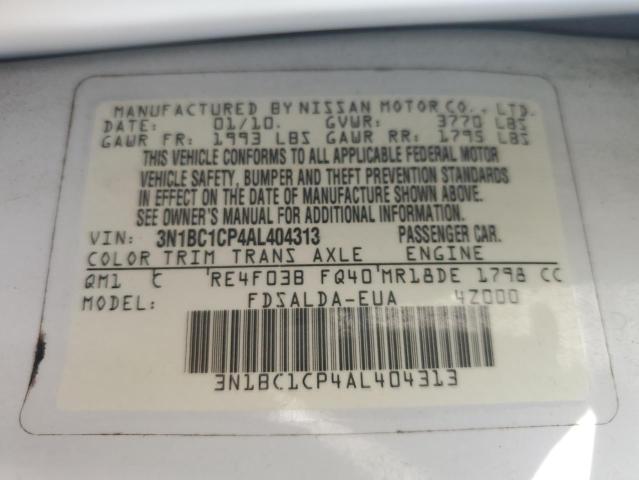 MANUFACTURED BY NISSAN MOTOR CO., LTD.
DATE: 01/10. GVWR: 3770 LBS
GAWR FR: 1993 LBS GAWR RR: 1795 LBS
THIS VEHICLE CONFORMS TO ALL APPLICABLE FEDERAL MOTOR
VEHICLE SAFETY, BUMPER AND THEFT PREVENTION STANDARDS
IN EFFECT ON THE DATE OF MANUFACTURE SHOWN ABOVE.
SEE OWNER'S MANUAL FOR ADDITIONAL INFORMATION.
VIN: 3N1BC1CP4AL404313 PASSENGER CAR.
COLOR TRIM TRANS AXLE ENGINE
QM1 C RE4F03B FQ40 MR18DE 1798 CC
MODEL: FDSALDA-EUA 4Z000
3N1BC1CP4AL404313